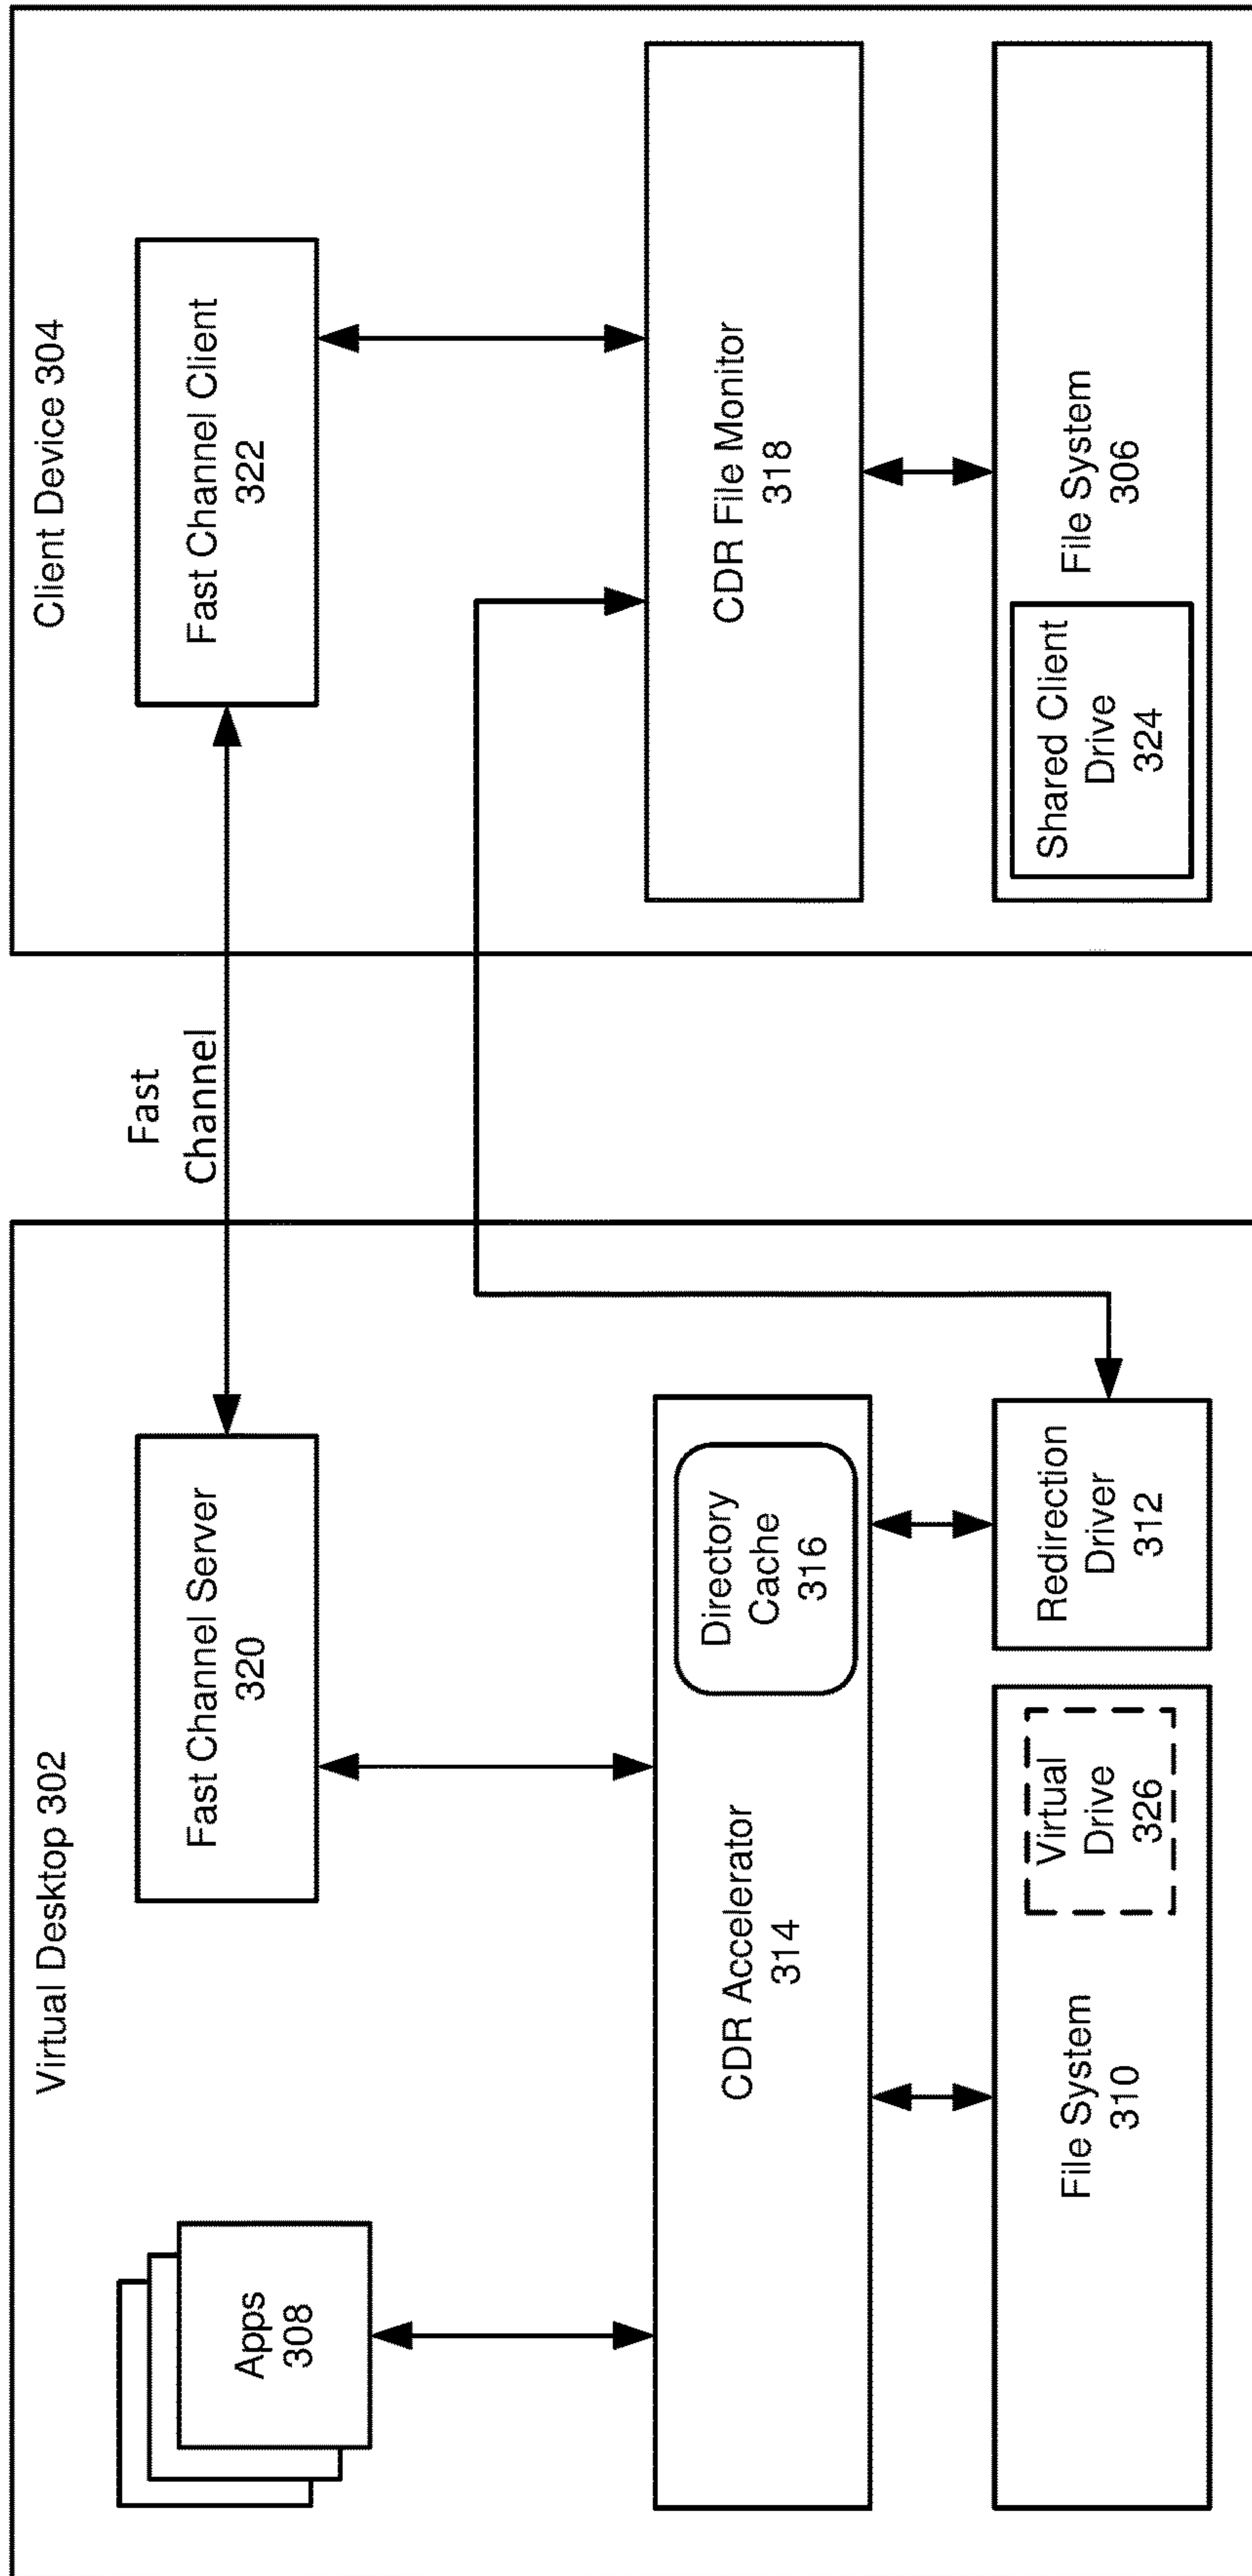 Virtual Desktop 302
Apps
308
Fast Channel Server
320
CDR Accelerator
314
Directory
Cache
316
File System
310
Virtual
Drive
326
Redirection
Driver
312
Fast
Channel
Client Device 304
Fast Channel Client
322
CDR File Monitor
318
Shared Client
Drive
324
File System
306